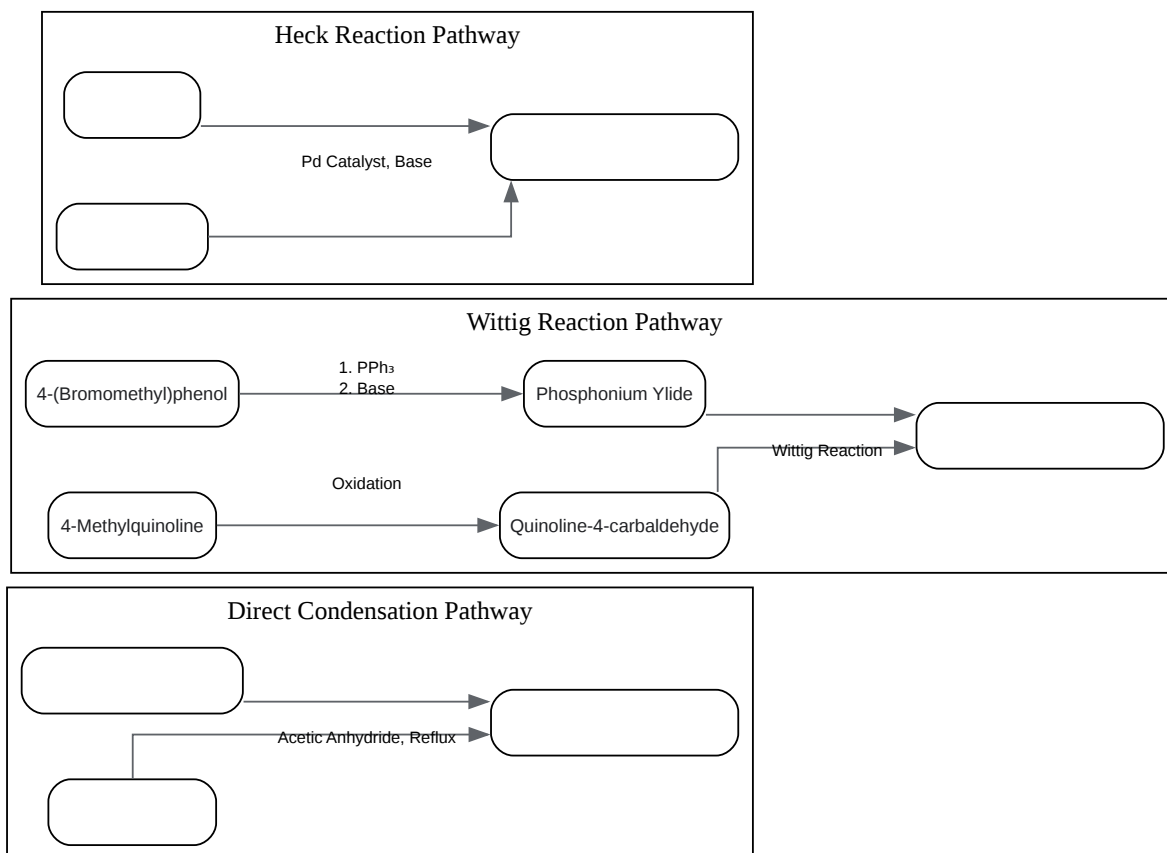 Heck Reaction Pathway
Pd Catalyst, Base
Wittig Reaction Pathway
4-(Bromomethyl)phenol
1. PPh₃
2. Base
Phosphonium Ylide
Wittig Reaction
4-Methylquinoline
Oxidation
Quinoline-4-carbaldehyde
Direct Condensation Pathway
Acetic Anhydride, Reflux